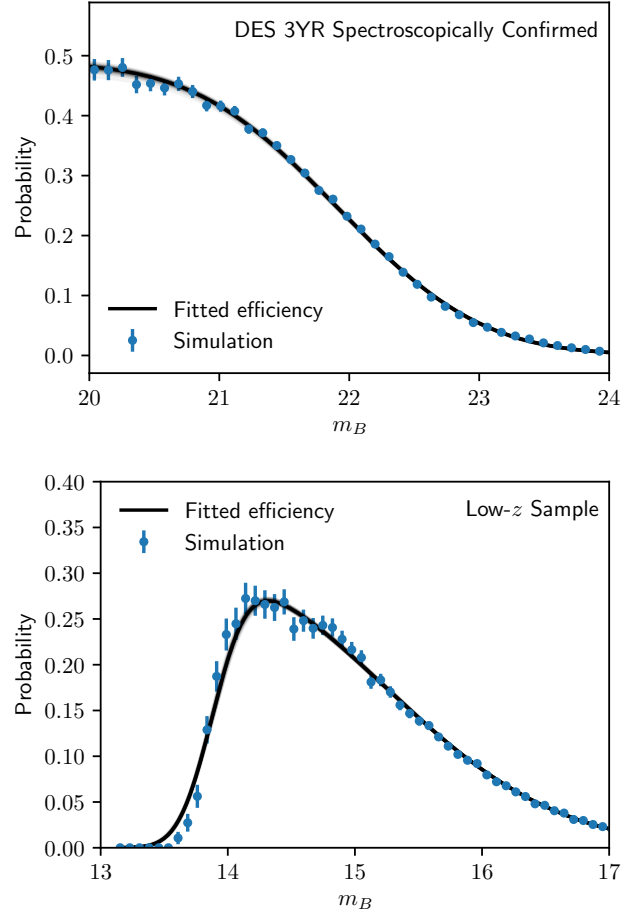 DES 3YR Spectroscopically Confirmed
0.5
0.4
0.3
0.2
0.1
0.0
Probability
Fitted efficiency
Simulation
20 21 22 23 24
m_B
0.40
0.35
0.30
0.25
0.20
0.15
0.10
0.05
0.00
Probability
Fitted efficiency
Simulation
Low-z Sample
13 14 15 16 17
m_B